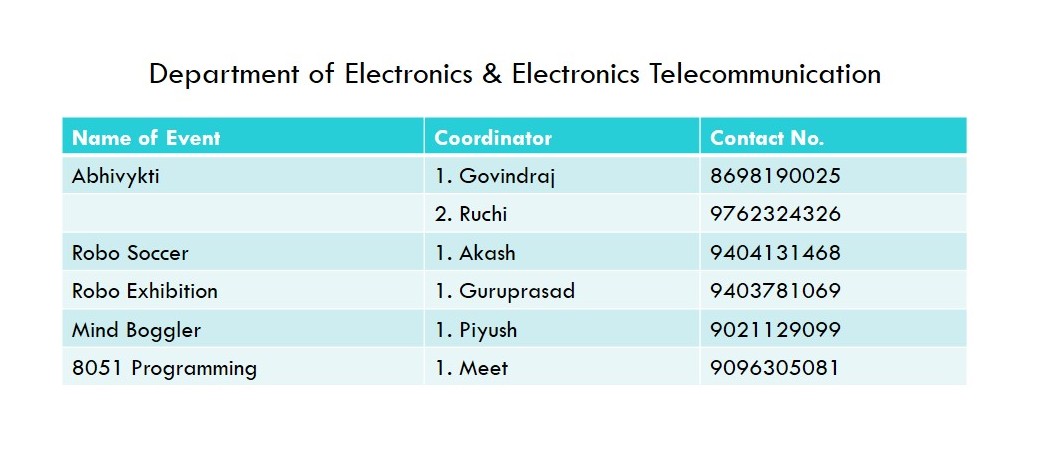 Department of Electronics & Electronics Telecommunication
Name of Event Coordinator Contact No.
Abhivykti 1. Govindraj 8698190025
2. Ruchi 9762324326
Robo Soccer 1. Akash 9404131468
Robo Exhibition 1. Guruprasad 9403781069
Mind Boggler 1. Piyush 9021129099
8051 Programming 1. Meet 9096305081